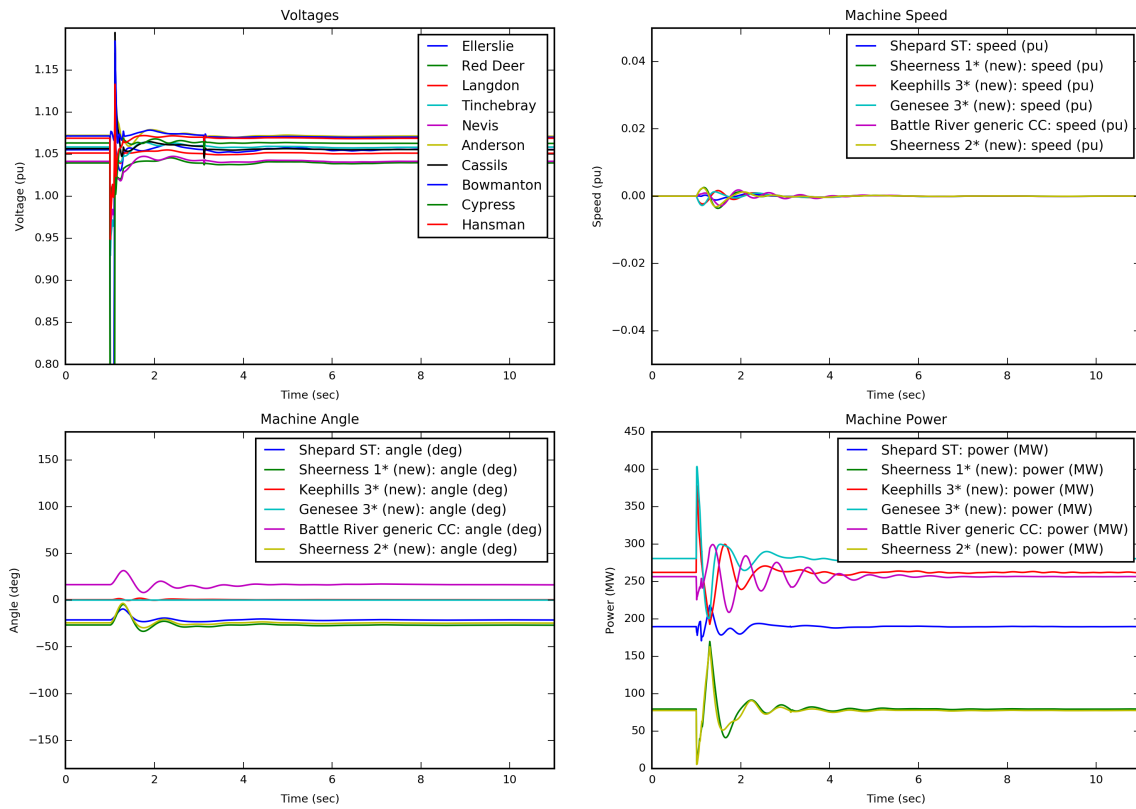 Voltages
1.15
1.10
1.05
1.00
0.95
0.90
0.85
0.80
Voltage (pu)
0
2
4
6
8
10
Time (sec)
Ellerslie
Red Deer
Langdon
Tinchebray
Nevis
Anderson
Cassils
Bowmanton
Cypress
Hansman
Machine Speed
0.04
0.02
0.00
−0.02
−0.04
Speed (pu)
0
2
4
6
8
10
Time (sec)
Shepard ST: speed (pu)
Sheerness 1* (new): speed (pu)
Keephills 3* (new): speed (pu)
Genesee 3* (new): speed (pu)
Battle River generic CC: speed (pu)
Sheerness 2* (new): speed (pu)
Machine Angle
150
100
50
0
−50
−100
−150
Angle (deg)
0
2
4
6
8
10
Time (sec)
Shepard ST: angle (deg)
Sheerness 1* (new): angle (deg)
Keephills 3* (new): angle (deg)
Genesee 3* (new): angle (deg)
Battle River generic CC: angle (deg)
Sheerness 2* (new): angle (deg)
Machine Power
450
400
350
300
250
200
150
100
50
0
Power (MW)
0
2
4
6
8
10
Time (sec)
Shepard ST: power (MW)
Sheerness 1* (new): power (MW)
Keephills 3* (new): power (MW)
Genesee 3* (new): power (MW)
Battle River generic CC: power (MW)
Sheerness 2* (new): power (MW)